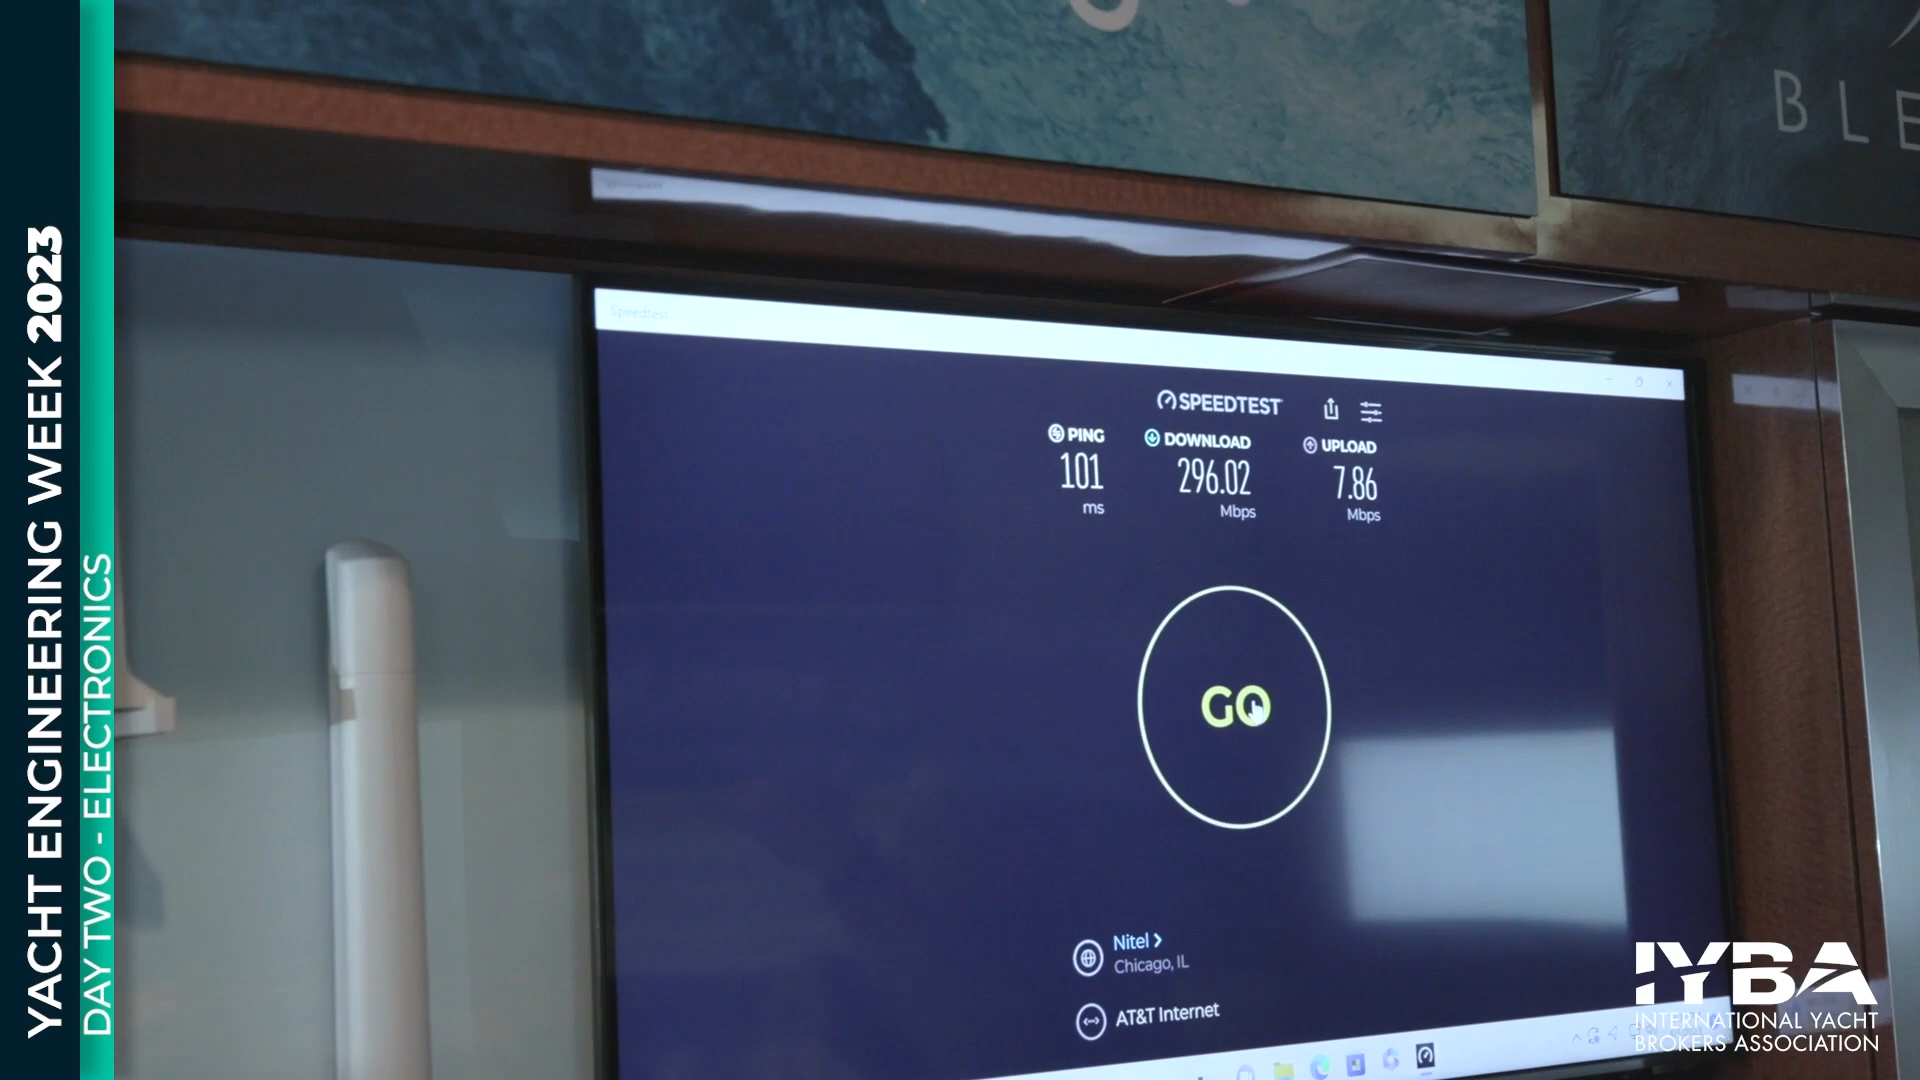 YACHT ENGINEERING WEEK 2023
DAY TWO - ELECTRONICS
BLE
Speedtest
SPEEDTEST
PING
DOWNLOAD
UPLOAD
101
296.02
7.86
ms
Mbps
Mbps
GO
Nitel >
Chicago, IL
AT&T Internet
IYBA
INTERNATIONAL YACHT
BROKERS ASSOCIATION